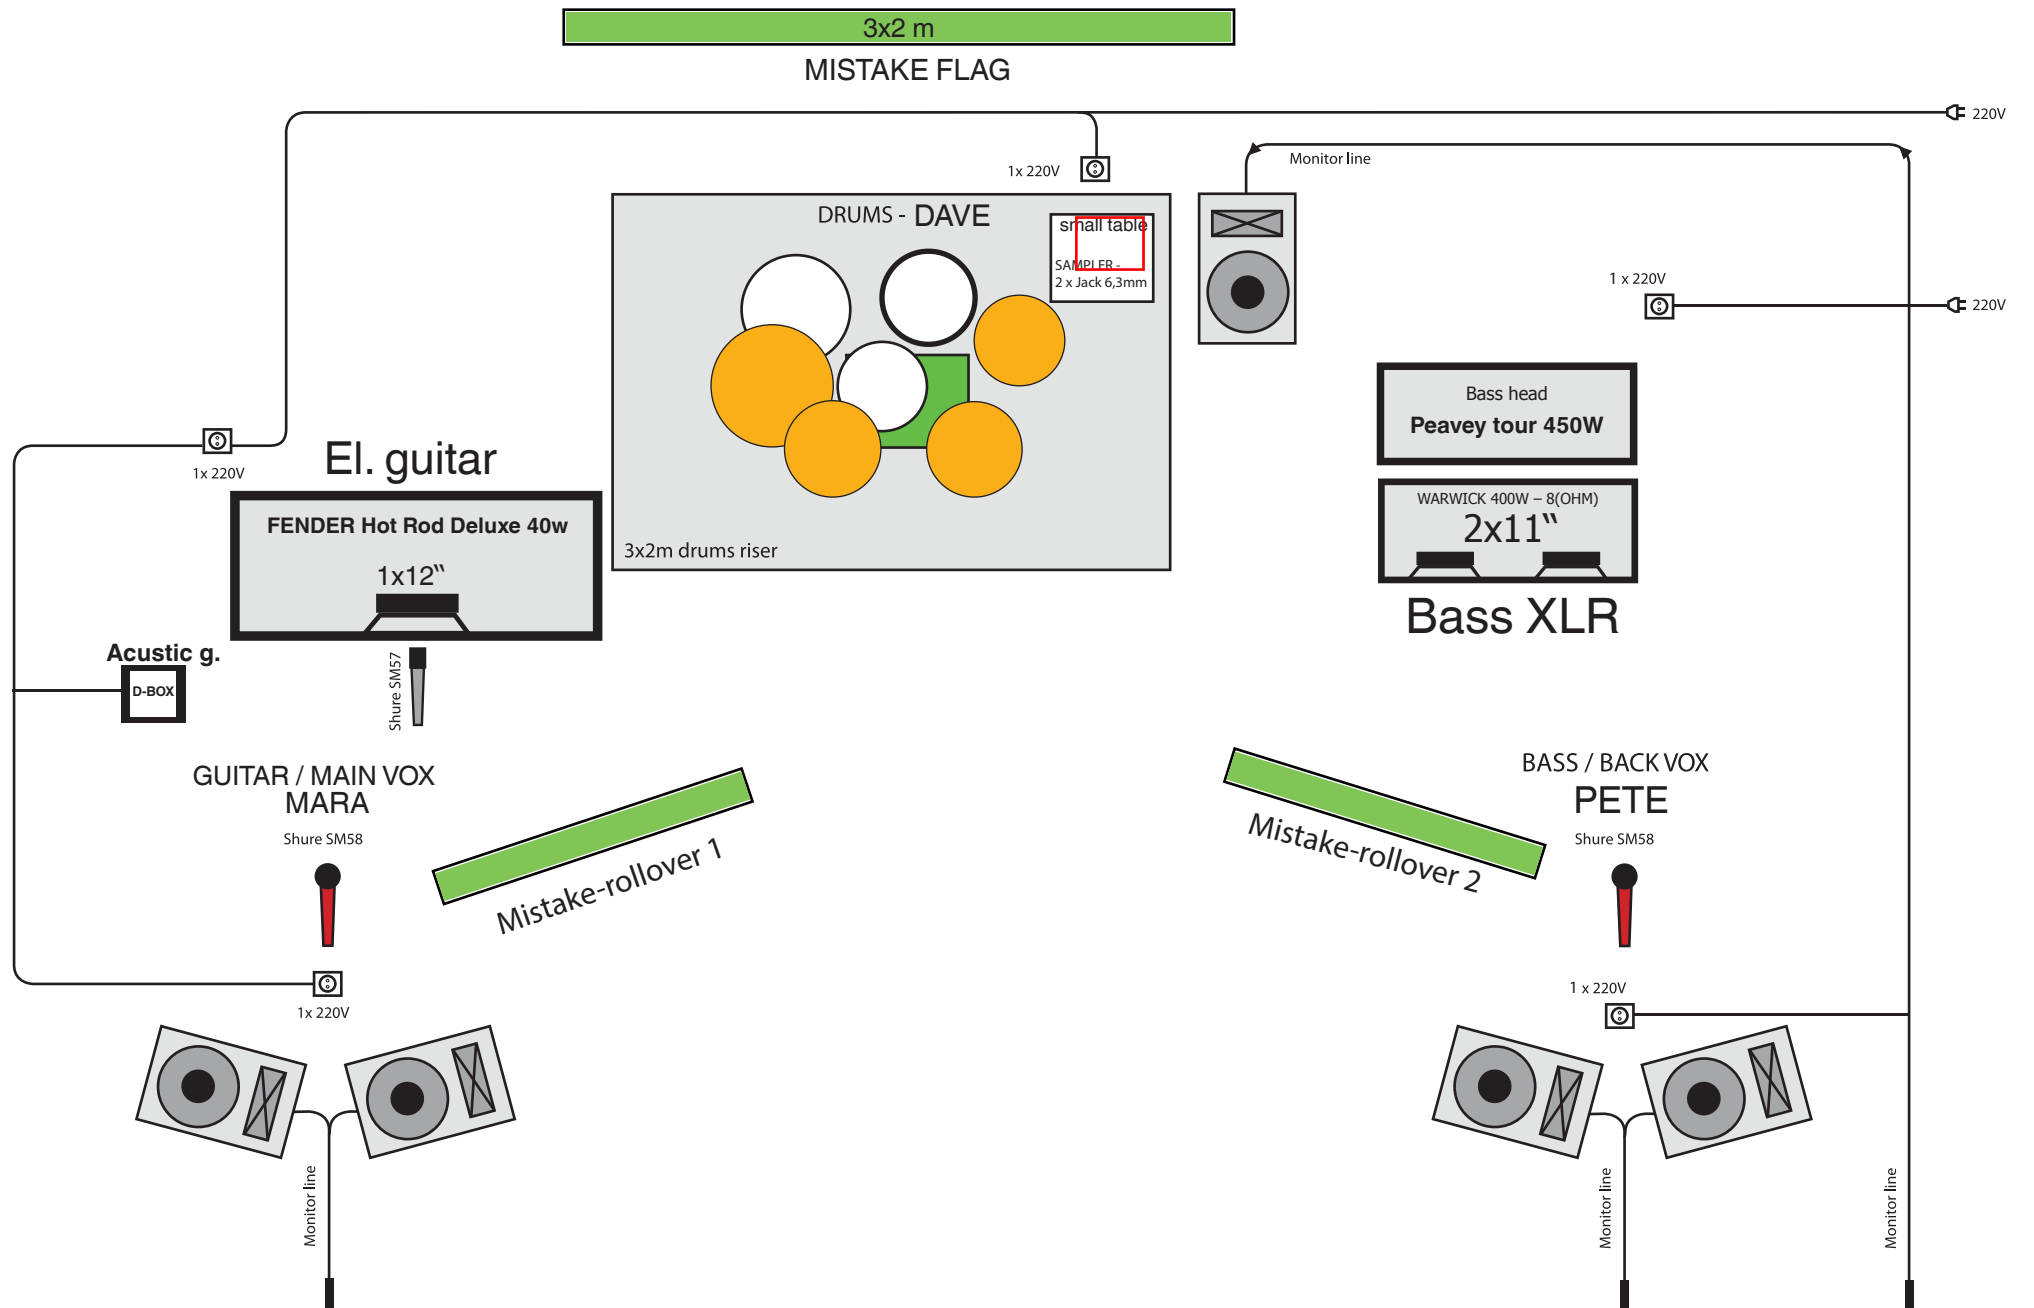 3x2 m
MISTAKE FLAG
220V
Monitor line
1x 220V
DRUMS - DAVE
small table
SAMPLER -
2 x Jack 6,3mm
1 x 220V
220V
Bass head
Peavey tour 450W
1x 220V
El. guitar
FENDER Hot Rod Deluxe 40w
1x12"
3x2m drums riser
WARWICK 400W – 8(OHM)
2x11"
Bass XLR
Acustic g.
D-BOX
Shure SM57
GUITAR / MAIN VOX
MARA
Shure SM58
Mistake-rollover 1
Mistake-rollover 2
BASS / BACK VOX
PETE
Shure SM58
1x 220V
1 x 220V
Monitor line
Monitor line
Monitor line